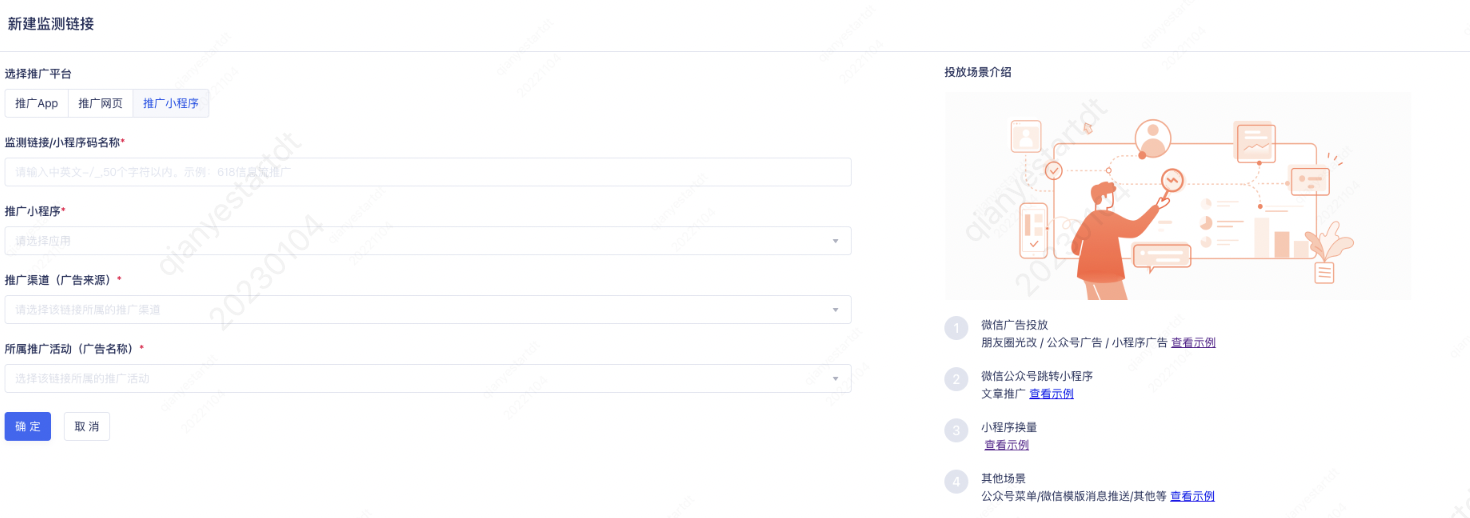 新建监测链接
选择推广平台
推广App 推广网页 推广小程序
监测链接/小程序码名称*
请输入中英文-/_,50个字符以内，示例：618信息流推广
推广小程序*
请选择应用
推广渠道（广告来源）*
请选择该链接所属的推广渠道
所属推广活动（广告名称）*
选择该链接所属的推广活动
确 定 取 消
投放场景介绍
1 微信广告投放
朋友圈光改 / 公众号广告 / 小程序广告 查看示例
2 微信公众号跳转小程序
文章推广 查看示例
3 小程序换量
查看示例
4 其他场景
公众号菜单/微信模版消息推送/其他等 查看示例
qianyestartdt
20230104
qianyestartdt
20230104